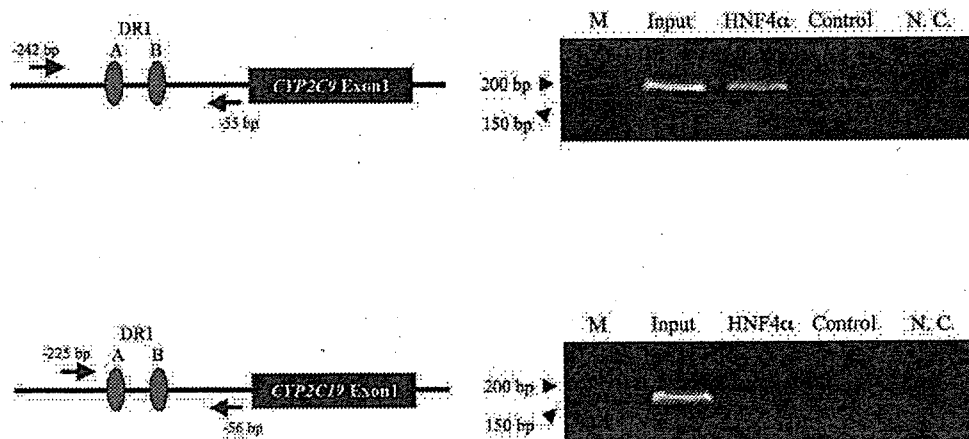 DR1
A B
-242 bp
CYP2C9 Exon1
-55 bp
M Input HNF4α Control N. C.
200 bp
150 bp
DR1
A B
-225 bp
CYP2C19 Exon1
-56 bp
M Input HNF4α Control N. C.
200 bp
150 bp